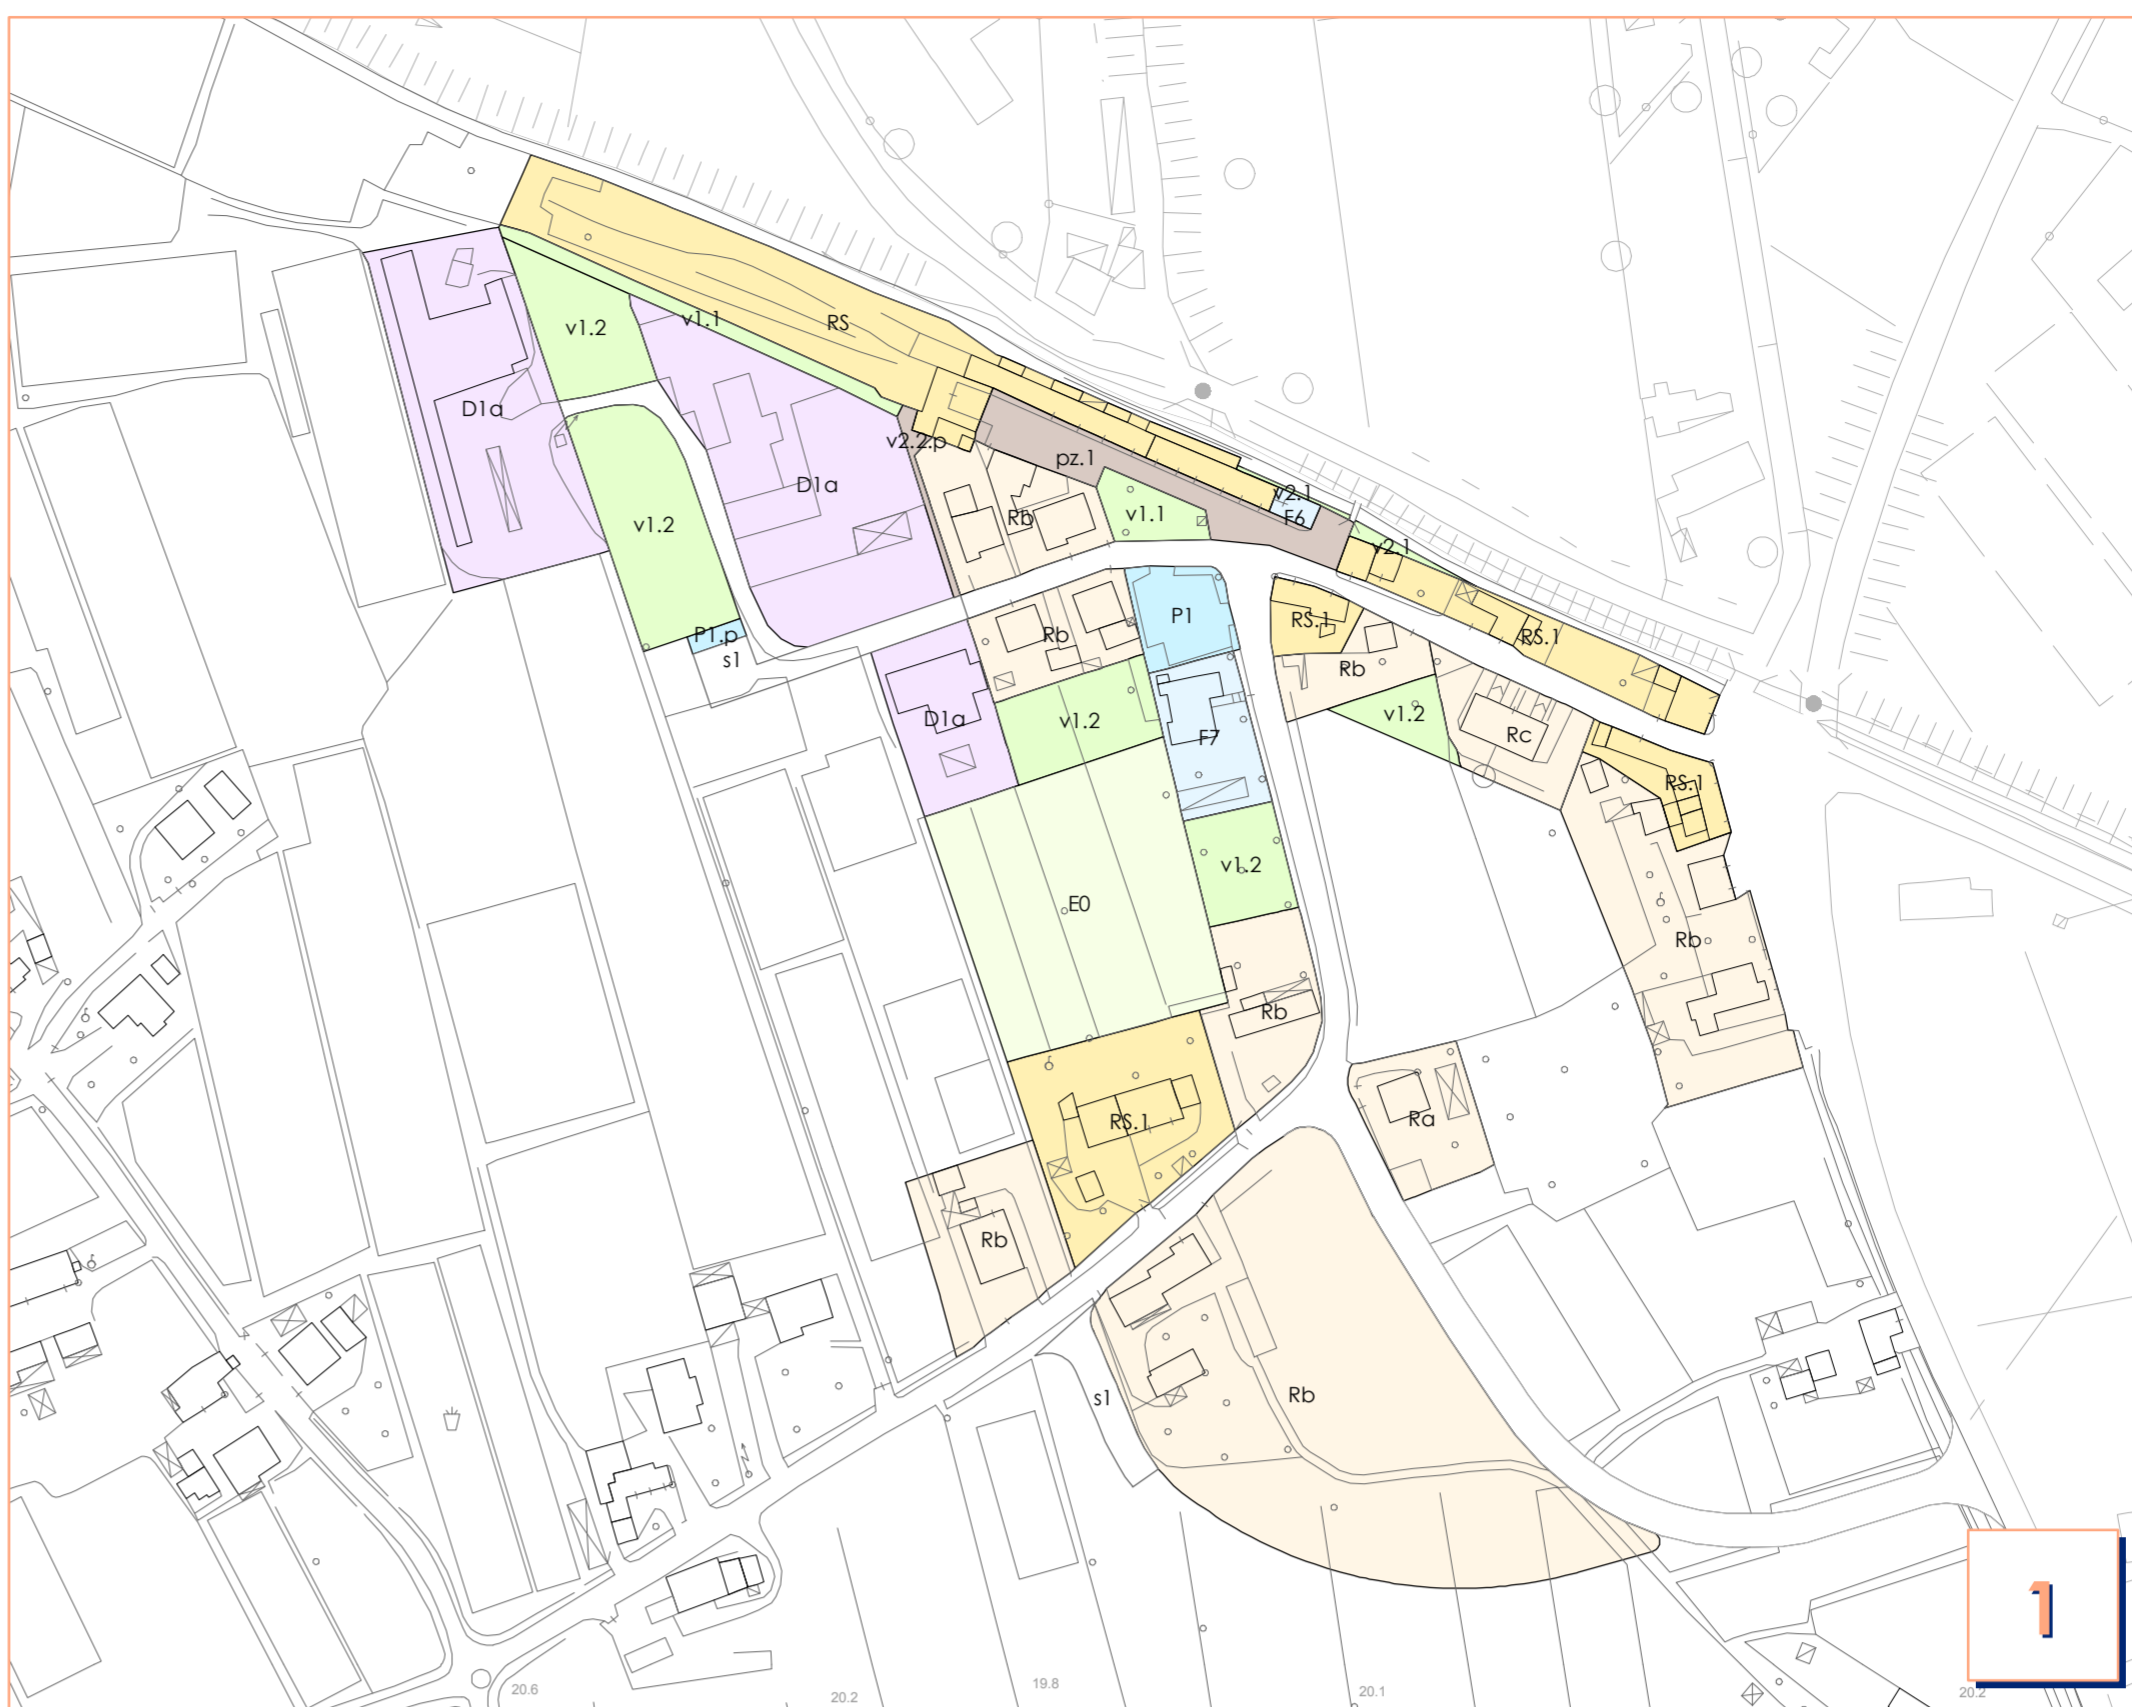 v1.2
v1.1
RS
D1a
v2.2.p
pz.1
D1a
v1.2
Rb
v1.1
v2.1
F6
v2.1
P1.p
s1
Rb
P1
RS.1
RS.1
Rb
D1a
v1.2
F7
v1.2
Rc
RS.1
v1.2
E0
Rb
Rb
RS.1
Ra
Rb
s1
Rb
20.6
20.2
19.8
20.1
20.2
1